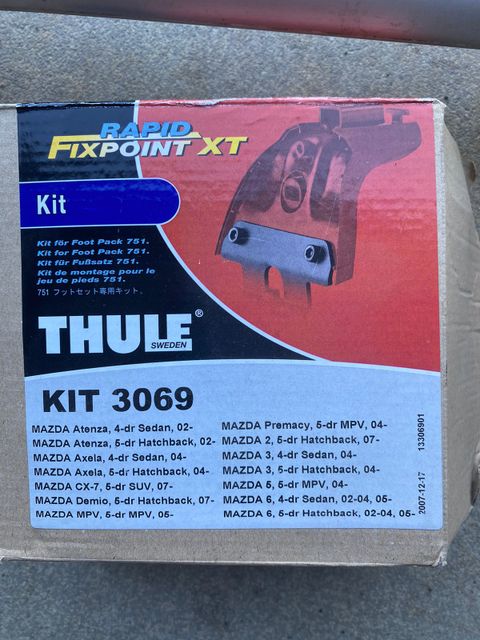 RAPID
FIXPOINT XT
Kit
Kit für Foot Pack 751.
Kit for Foot Pack 751.
Kit für Fußsatz 751.
Kit de montage pour le
jeu de pieds 751.
751 フットセット専用キット。
THULE®
SWEDEN
KIT 3069
MAZDA Atenza, 4-dr Sedan, 02-
MAZDA Atenza, 5-dr Hatchback, 02-
MAZDA Axela, 4-dr Sedan, 04-
MAZDA Axela, 5-dr Hatchback, 04-
MAZDA CX-7, 5-dr SUV, 07-
MAZDA Demio, 5-dr Hatchback, 07-
MAZDA MPV, 5-dr MPV, 05-
MAZDA Premacy, 5-dr MPV, 04-
MAZDA 2, 5-dr Hatchback, 07-
MAZDA 3, 4-dr Sedan, 04-
MAZDA 3, 5-dr Hatchback, 04-
MAZDA 5, 5-dr MPV, 04-
MAZDA 6, 4-dr Sedan, 02-04, 05-
MAZDA 6, 5-dr Hatchback, 02-04, 05-
2007-12-17 13306901